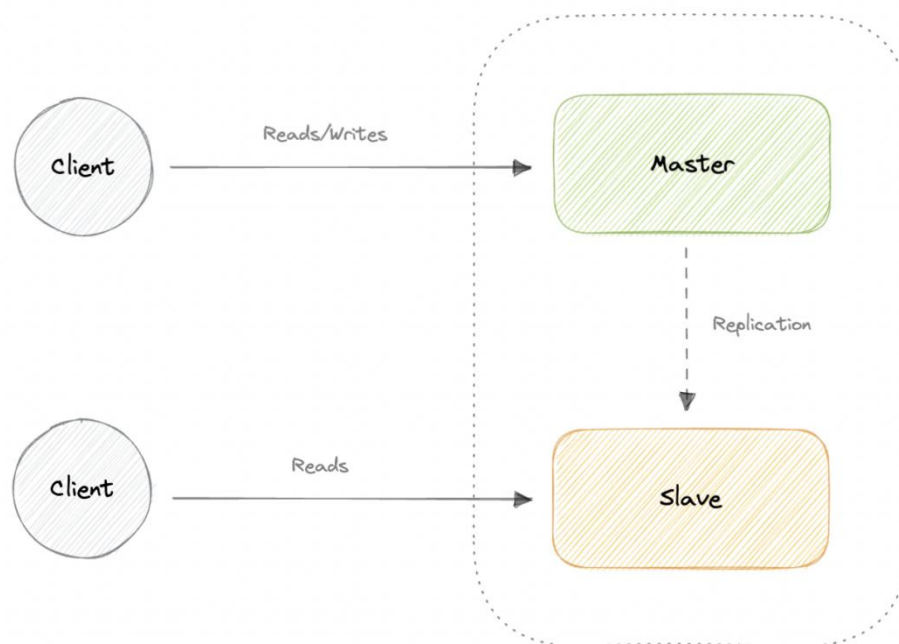 Reads/Writes
Client
Master
Replication
Reads
Client
Slave